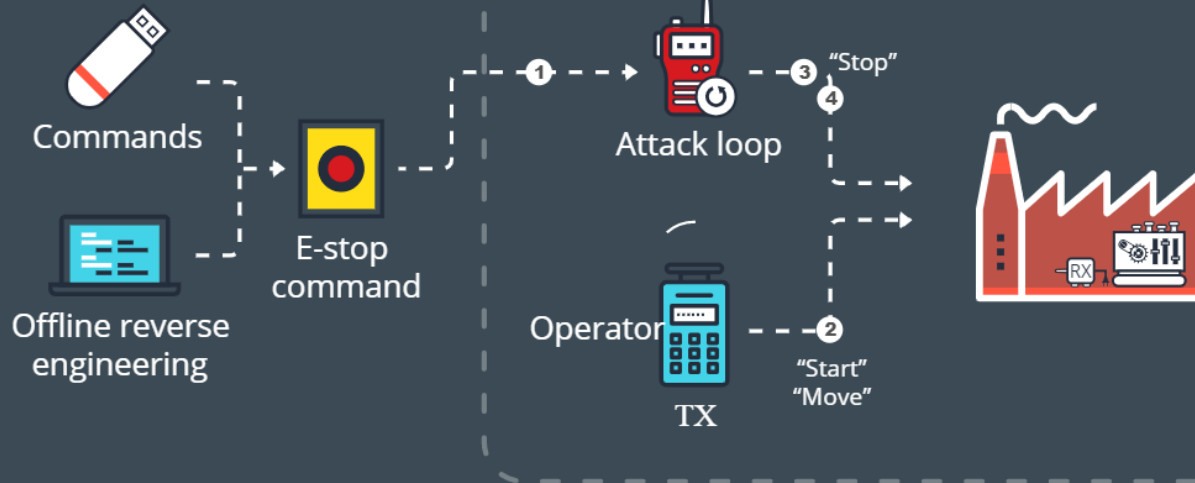 Commands
Offline reverse
engineering
E-stop
command
1
Attack loop
3
“Stop”
4
Operator
TX
2
“Start”
“Move”
RX